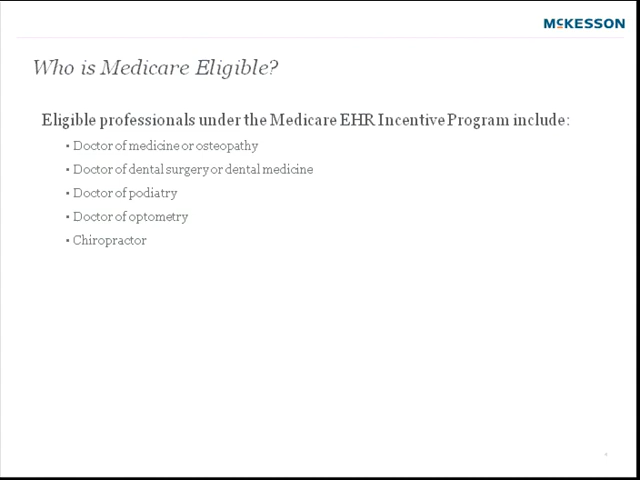 McKESSON
Who is Medicare Eligible?
Eligible professionals under the Medicare EHR Incentive Program include:
▪ Doctor of medicine or osteopathy
▪ Doctor of dental surgery or dental medicine
▪ Doctor of podiatry
▪ Doctor of optometry
▪ Chiropractor